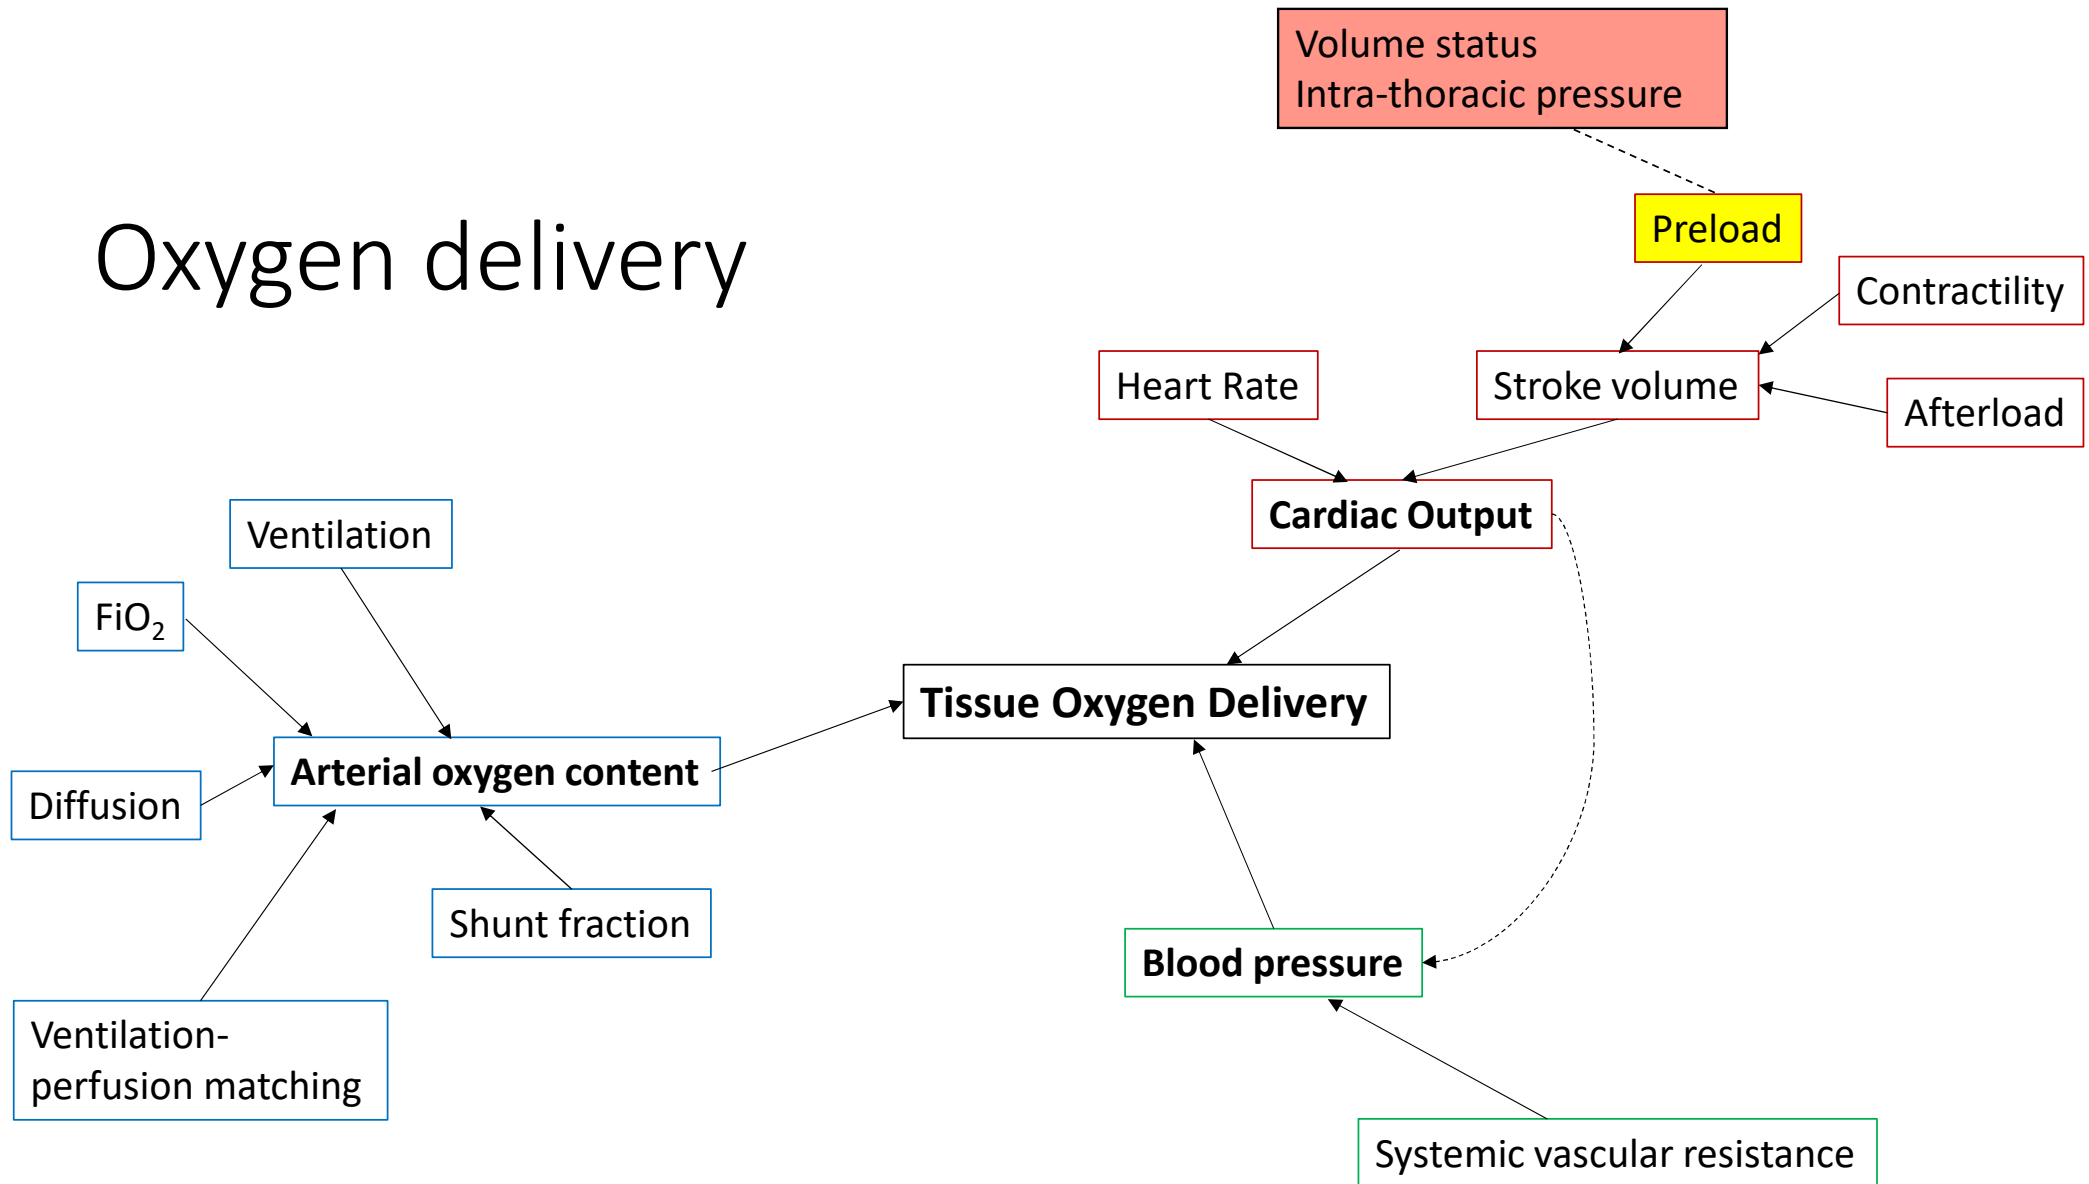 Volume status
Intra-thoracic pressure
Oxygen delivery
Preload
Contractility
Heart Rate
Stroke volume
Afterload
Cardiac Output
Ventilation
FiO₂
Tissue Oxygen Delivery
Arterial oxygen content
Diffusion
Shunt fraction
Blood pressure
Ventilation-
perfusion matching
Systemic vascular resistance